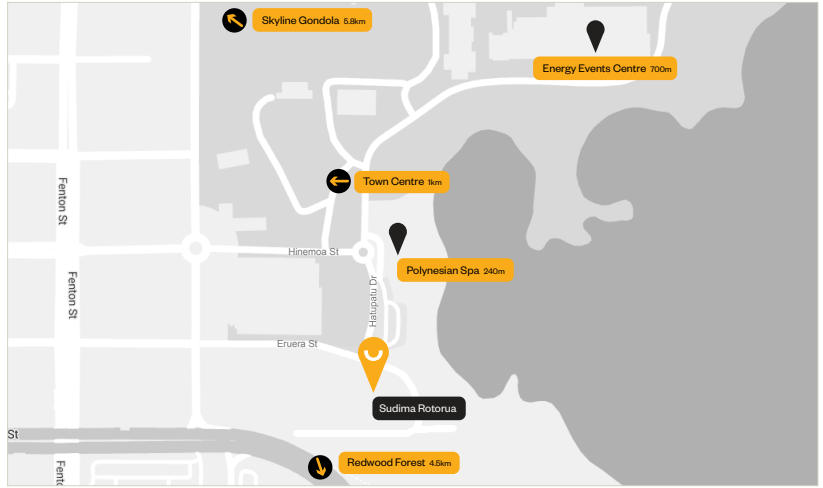 Skyline Gondola 5.8km
Energy Events Centre 700m
Town Centre 1km
Fenton St
Hinemoa St
Polynesian Spa 240m
Fenton St
Hatupatu Dr
Eruera St
Sudima Rotorua
St
Redwood Forest 4.5km
Fent